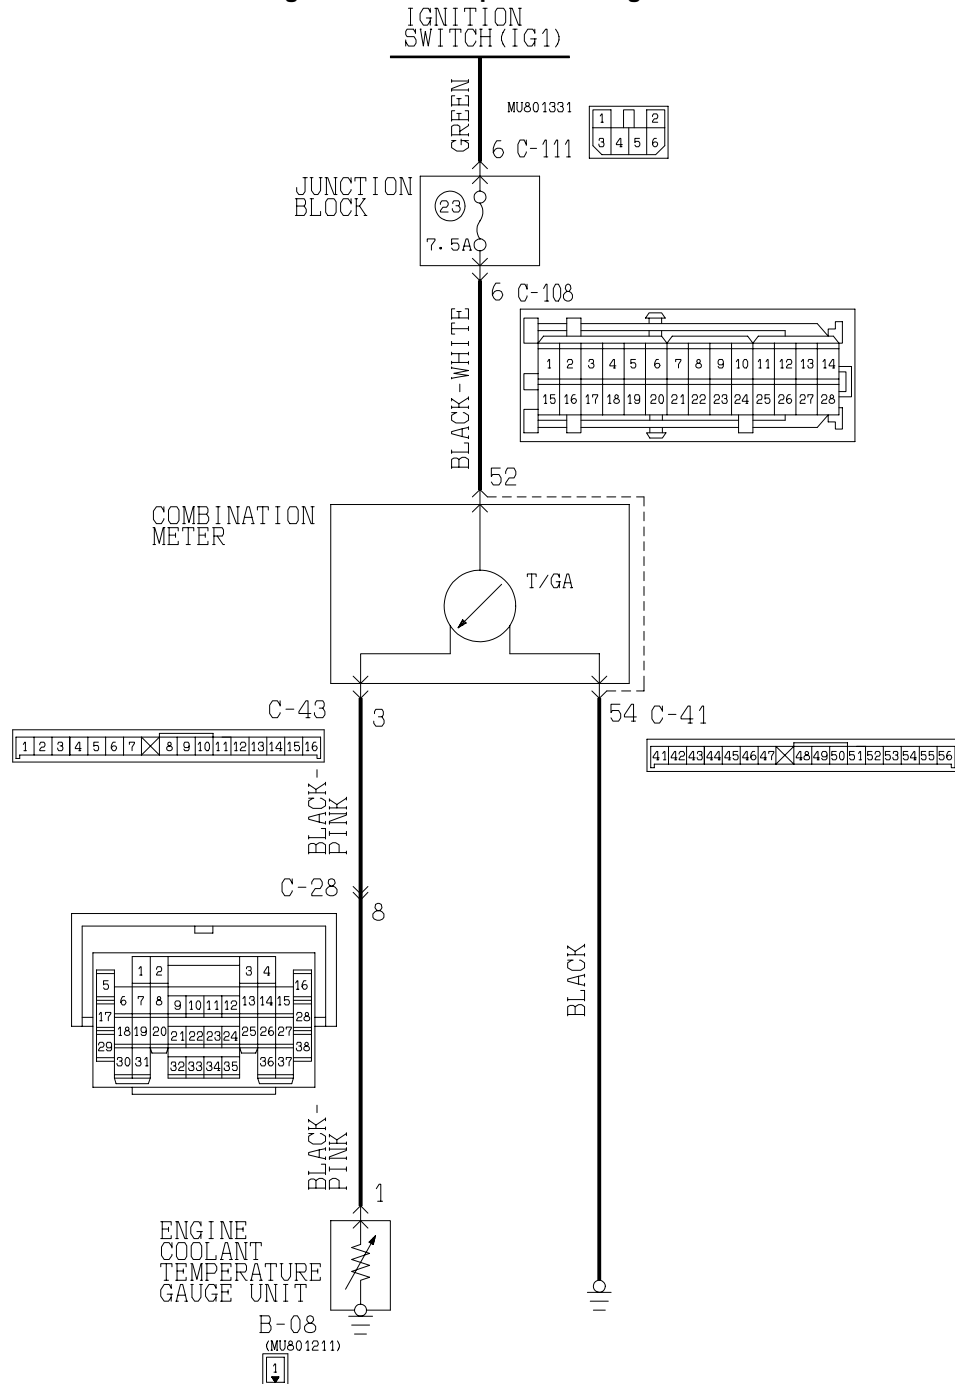 IGNITION
SWITCH(IG1)
GREEN
MU801331
1 2
3 4 5 6
6 C-111
JUNCTION
BLOCK
23
7.5A
6 C-108
BLACK-WHITE
1 2 3 4 5 6 7 8 9 10 11 12 13 14
15 16 17 18 19 20 21 22 23 24 25 26 27 28
52
COMBINATION
METER
T/GA
C-43
3
54 C-41
1 2 3 4 5 6 7 8 9 10 11 12 13 14 15 16
41 42 43 44 45 46 47 48 49 50 51 52 53 54 55 56
BLACK-
PINK
C-28
8
1 2 3 4
5 16
6 7 8 9 10 11 12 13 14 15
17 28
18 19 20 21 22 23 24 25 26 27
29 38
30 31 32 33 34 35 36 37
BLACK
BLACK-
PINK
1
ENGINE
COOLANT
TEMPERATURE
GAUGE UNIT
B-08
(MU801211)
1